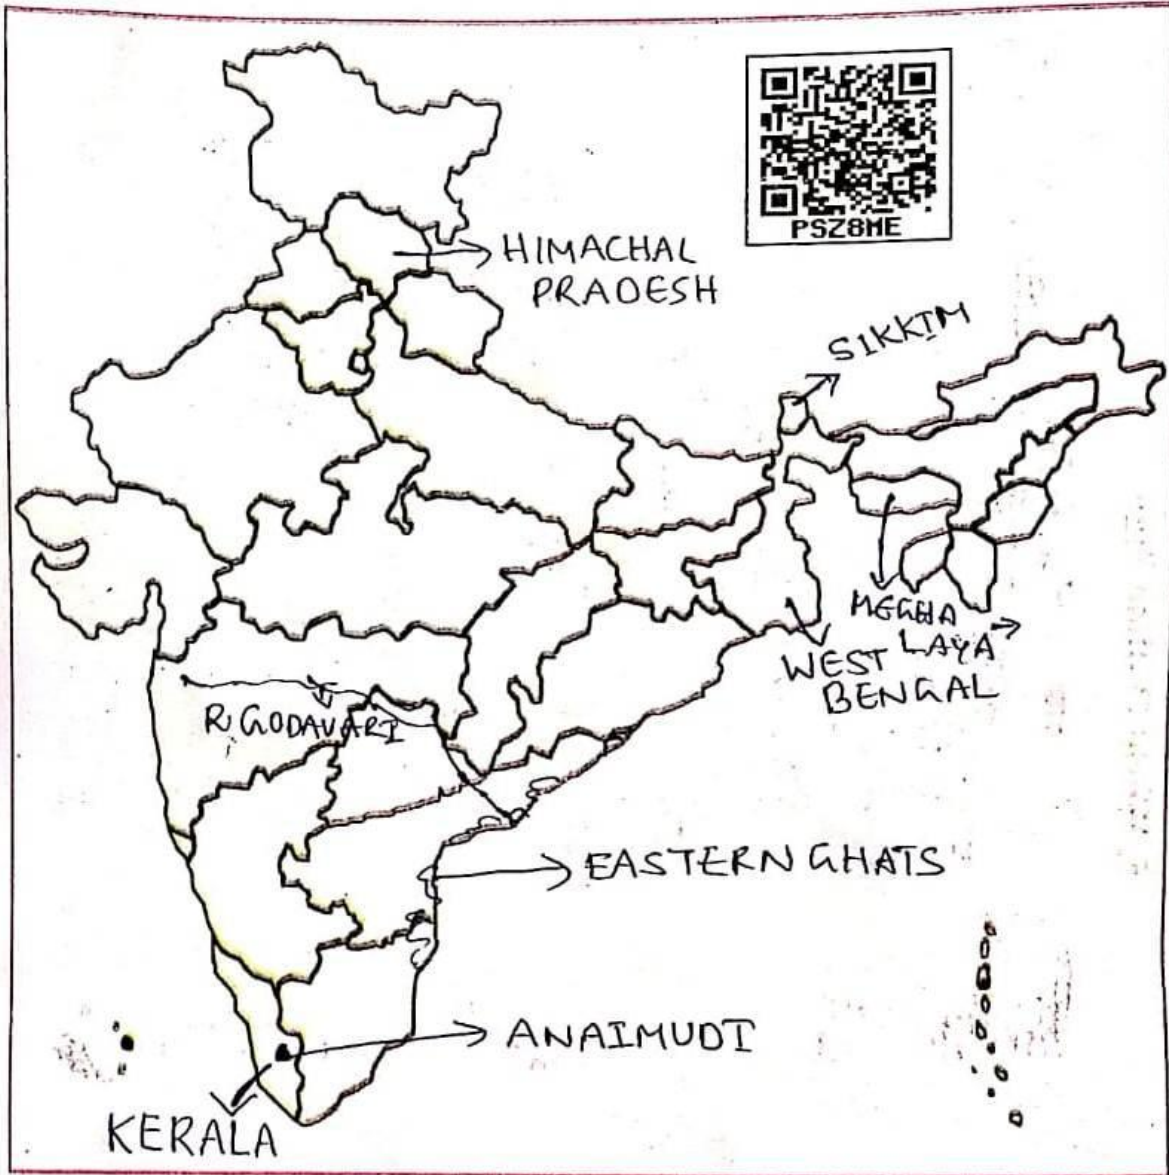 PSZ8ME
HIMACHAL
PRADESH
SIKKIM
MEGHA
LAYA
WEST
BENGAL
R. GODAVARI
EASTERN GHATS
ANAIMUDI
KERALA